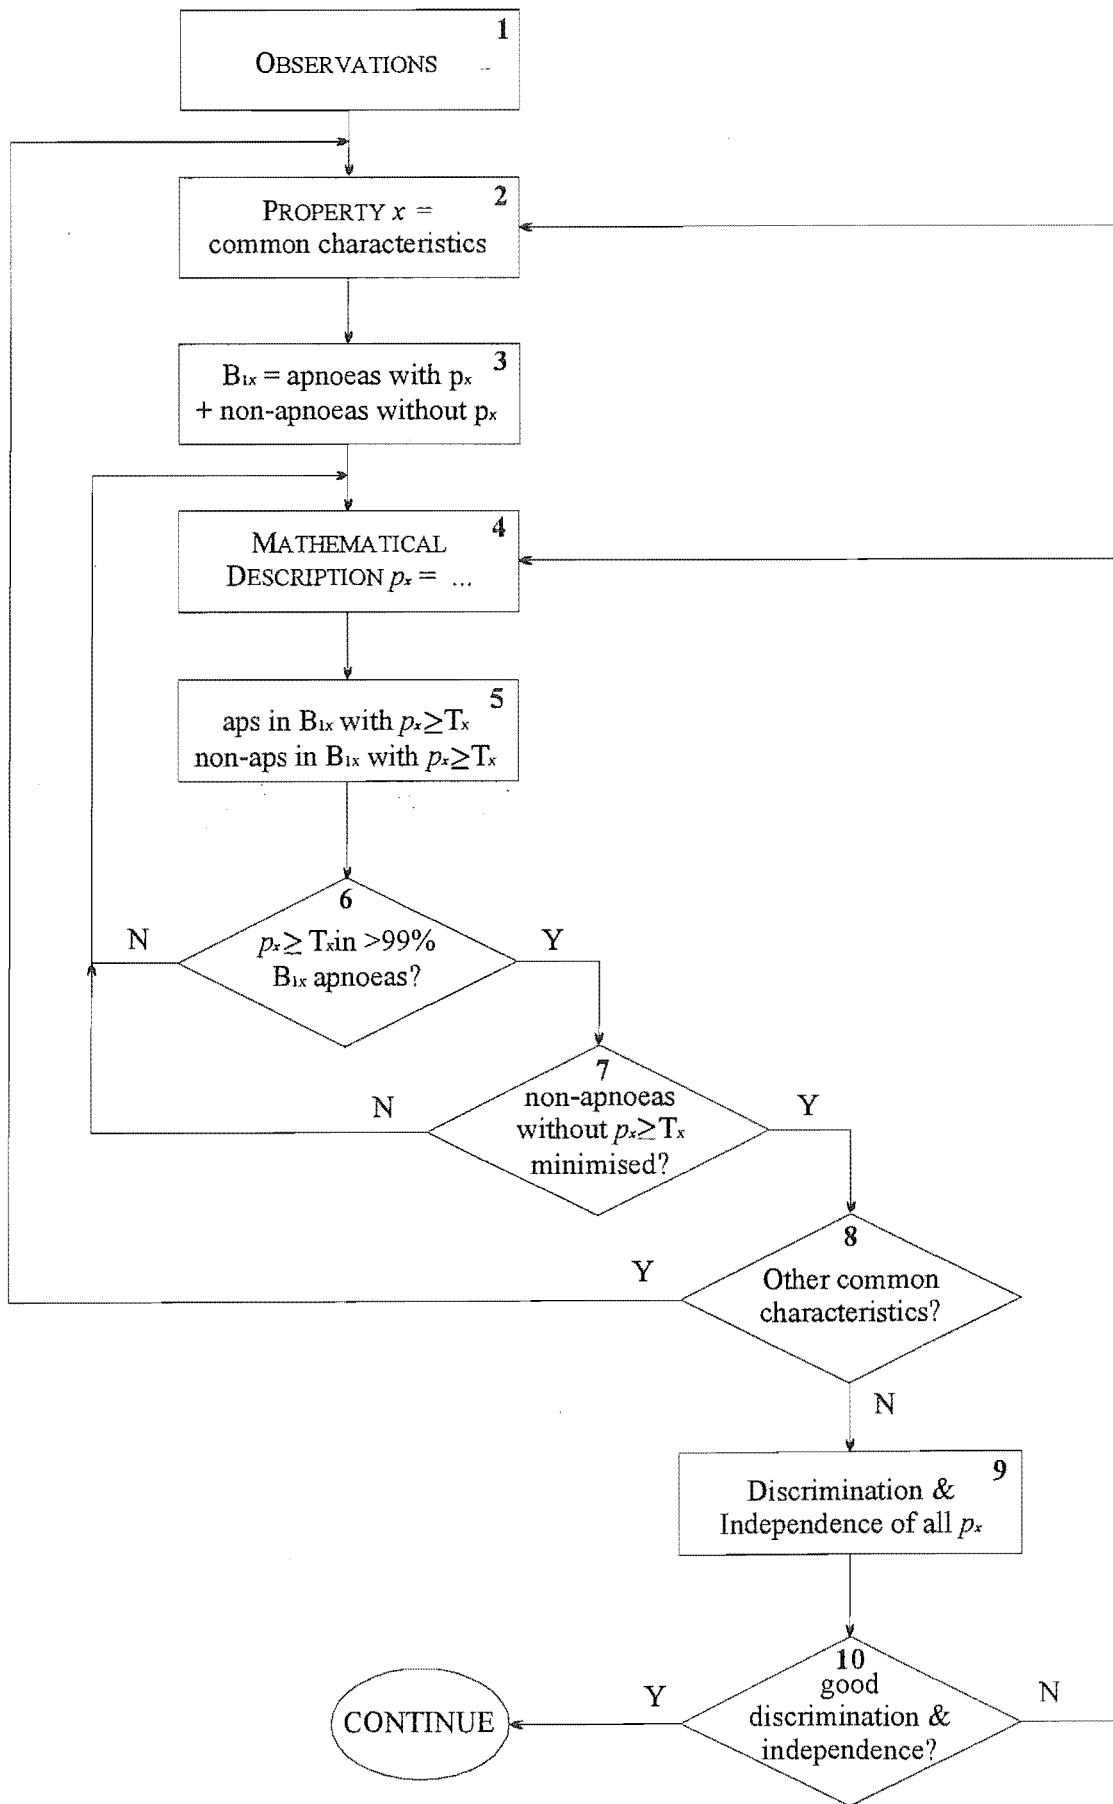 1
OBSERVATIONS
2
PROPERTY x =
common characteristics
3
B1x = apnoeas with px
+ non-apnoeas without px
4
MATHEMATICAL
DESCRIPTION px = ...
5
aps in B1x with px≥Tx
non-aps in B1x with px≥Tx
6
N
px≥ Txin >99%
Y
B1x apnoeas?
7
N
non-apnoeas
Y
without px≥Tx
minimised?
8
Y
Other common
characteristics?
N
9
Discrimination &
Independence of all px
10
Y
good
N
CONTINUE
discrimination &
independence?